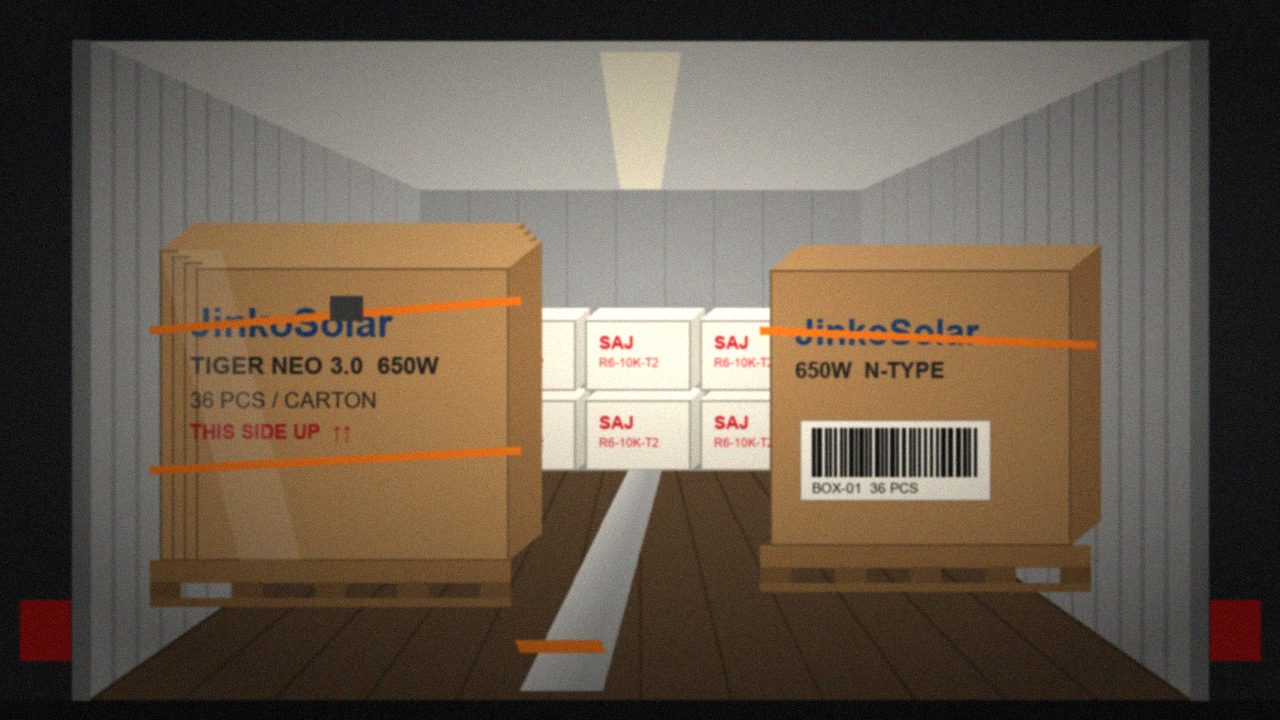 JinkoSolar
TIGER NEO 3.0 650W
36 PCS / CARTON
THIS SIDE UP ↑↑
SAJ
R6-10K-T2
SAJ
R6-10K-T2
SAJ
R6-10K-T2
SAJ
R6-10K-T2
JinkoSolar
650W N-TYPE
BOX-01 36 PCS